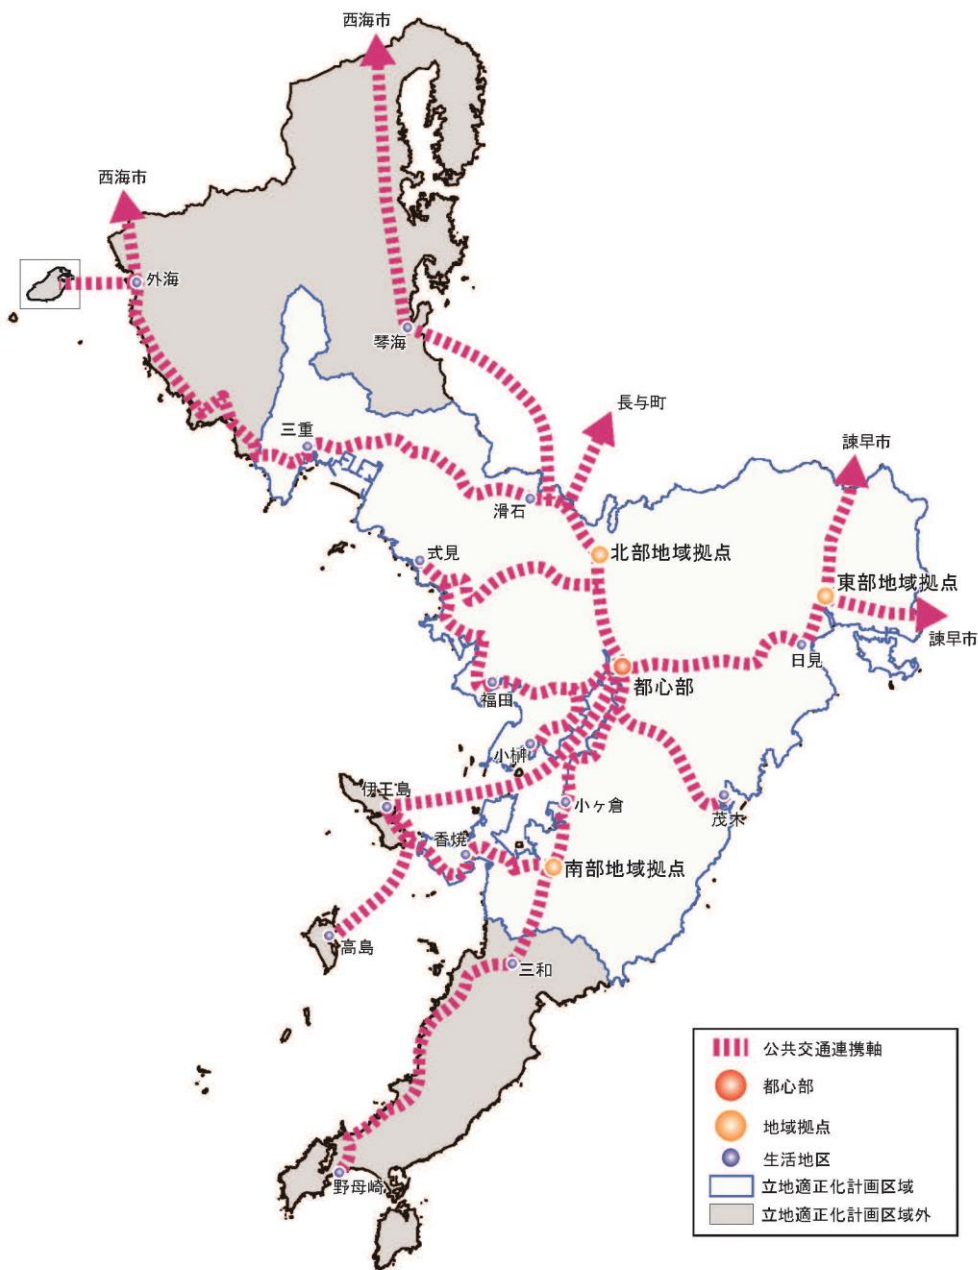 西海市
西海市
外海
琴海
長与町
三重
諫早市
滑石
式見
北部地域拠点
東部地域拠点
諫早市
日見
都心部
福田
小榊
伊王島
小ヶ倉
茂木
香焼
南部地域拠点
高島
三和
野母崎
公共交通連携軸
都心部
地域拠点
生活地区
立地適正化計画区域
立地適正化計画区域外